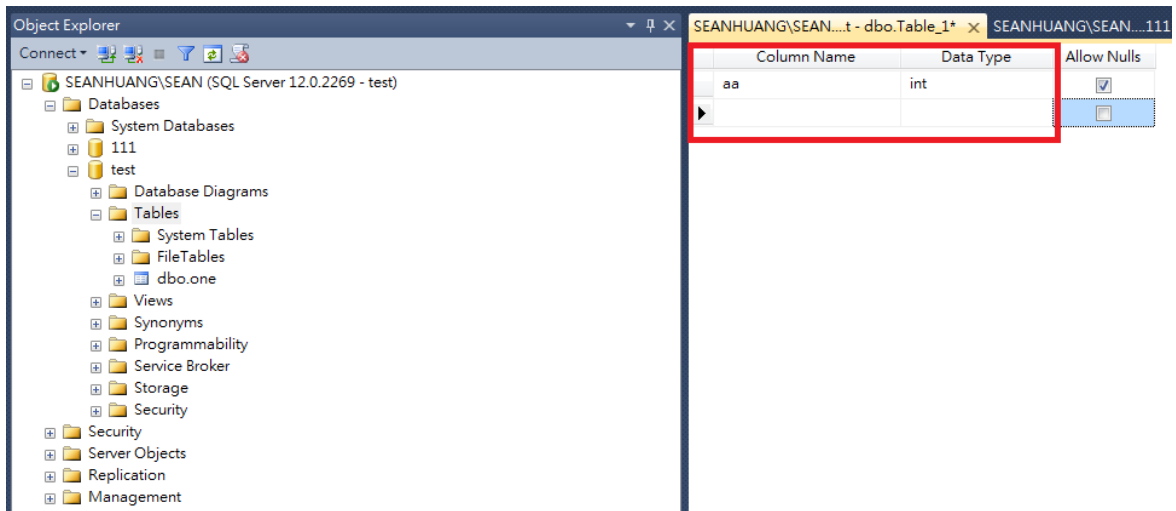 Object Explorer
Connect
SEANHUANG\SEAN (SQL Server 12.0.2269 - test)
Databases
System Databases
111
test
Database Diagrams
Tables
System Tables
FileTables
dbo.one
Views
Synonyms
Programmability
Service Broker
Storage
Security
Security
Server Objects
Replication
Management
SEANHUANG\SEAN....t - dbo.Table_1* SEANHUANG\SEAN....111
Column Name Data Type Allow Nulls
aa int